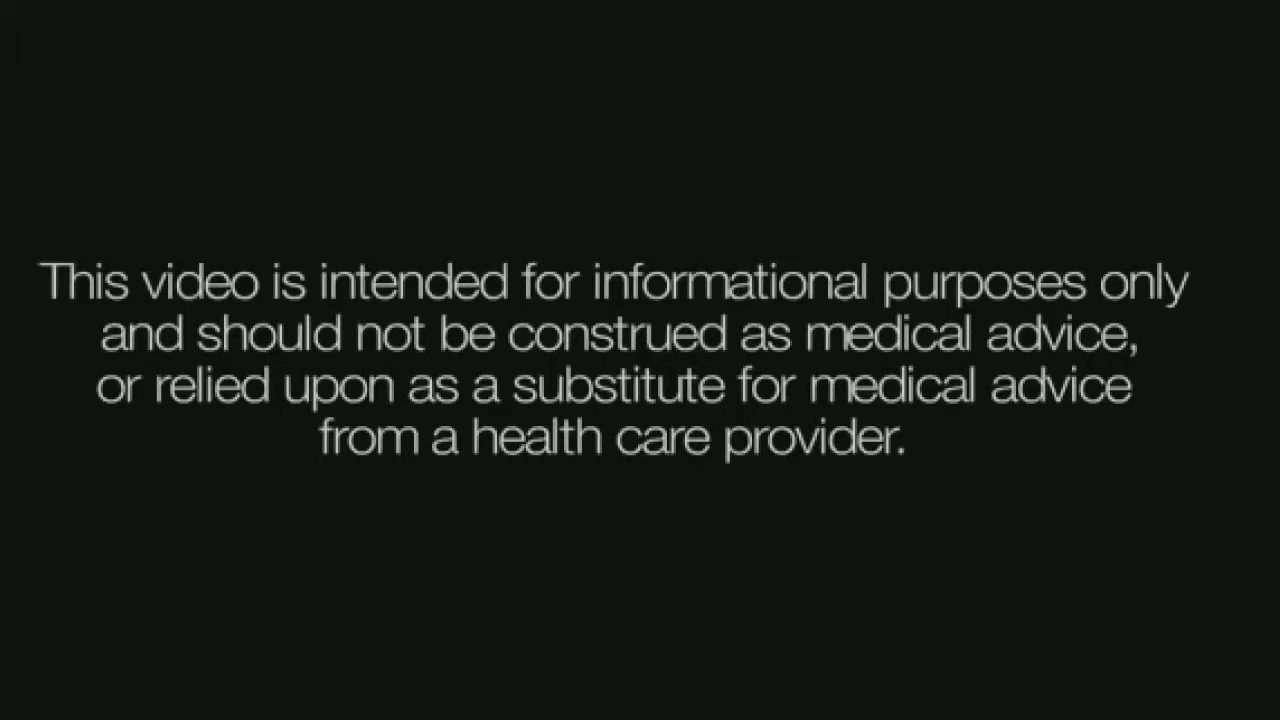 This video is intended for informational purposes only
and should not be construed as medical advice,
or relied upon as a substitute for medical advice
from a health care provider.